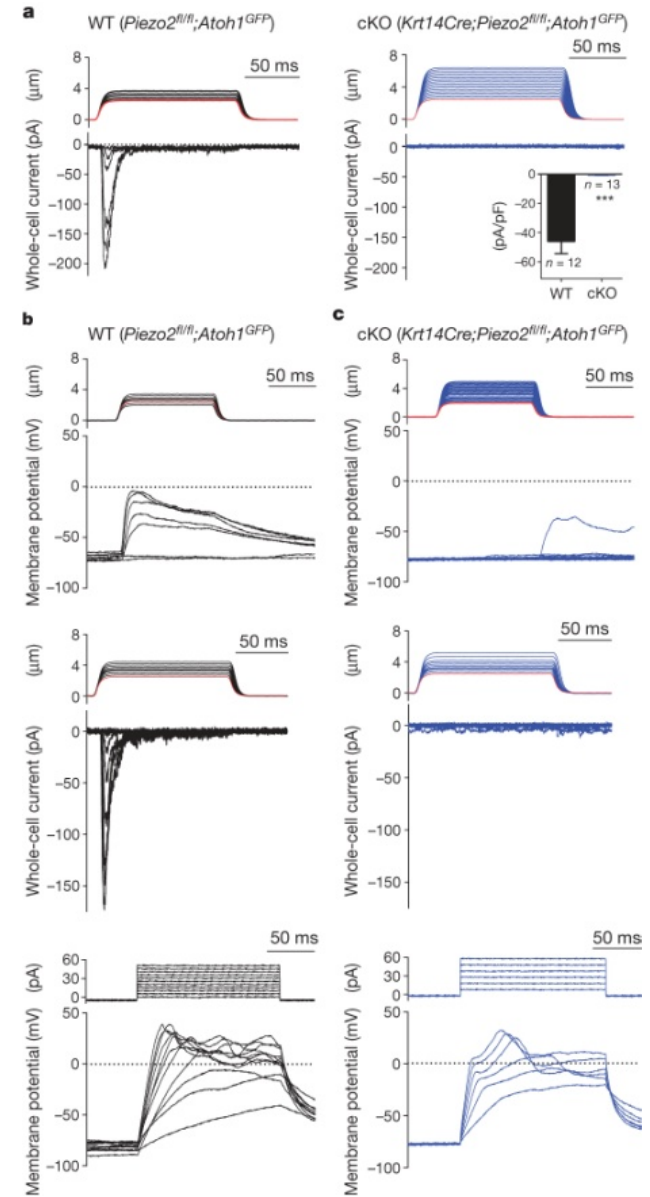 a
WT (Piezo2fl/fl;Atoh1GFP)
cKO (Krt14Cre;Piezo2fl/fl;Atoh1GFP)
50 ms
50 ms
(μm)
8
4
0
(μm)
8
4
0
Whole-cell current (pA)
0
−50
−100
−150
−200
Whole-cell current (pA)
0
−50
−100
−150
−200
(pA/pF)
0
−20
−40
−60
n = 13
***
n = 12
WT
cKO
b
WT (Piezo2fl/fl;Atoh1GFP)
50 ms
(μm)
8
4
0
Membrane potential (mV)
50
0
−50
−100
50 ms
(μm)
8
4
0
Whole-cell current (pA)
0
−50
−100
−150
50 ms
(pA)
60
30
0
Membrane potential (mV)
50
0
−50
−100
c
cKO (Krt14Cre;Piezo2fl/fl;Atoh1GFP)
50 ms
(μm)
8
4
0
Membrane potential (mV)
50
0
−50
−100
50 ms
(μm)
8
4
0
Whole-cell current (pA)
0
−50
−100
−150
50 ms
(pA)
60
30
0
Membrane potential (mV)
50
0
−50
−100